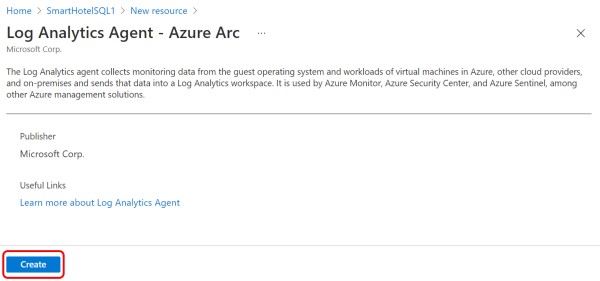 Home > SmartHotelSQL1 > New resource >
Log Analytics Agent - Azure Arc ...
Microsoft Corp.
The Log Analytics agent collects monitoring data from the guest operating system and workloads of virtual machines in Azure, other cloud providers,
and on-premises and sends that data into a Log Analytics workspace. It is used by Azure Monitor, Azure Security Center, and Azure Sentinel, among
other Azure management solutions.
Publisher
Microsoft Corp.
Useful Links
Learn more about Log Analytics Agent
Create